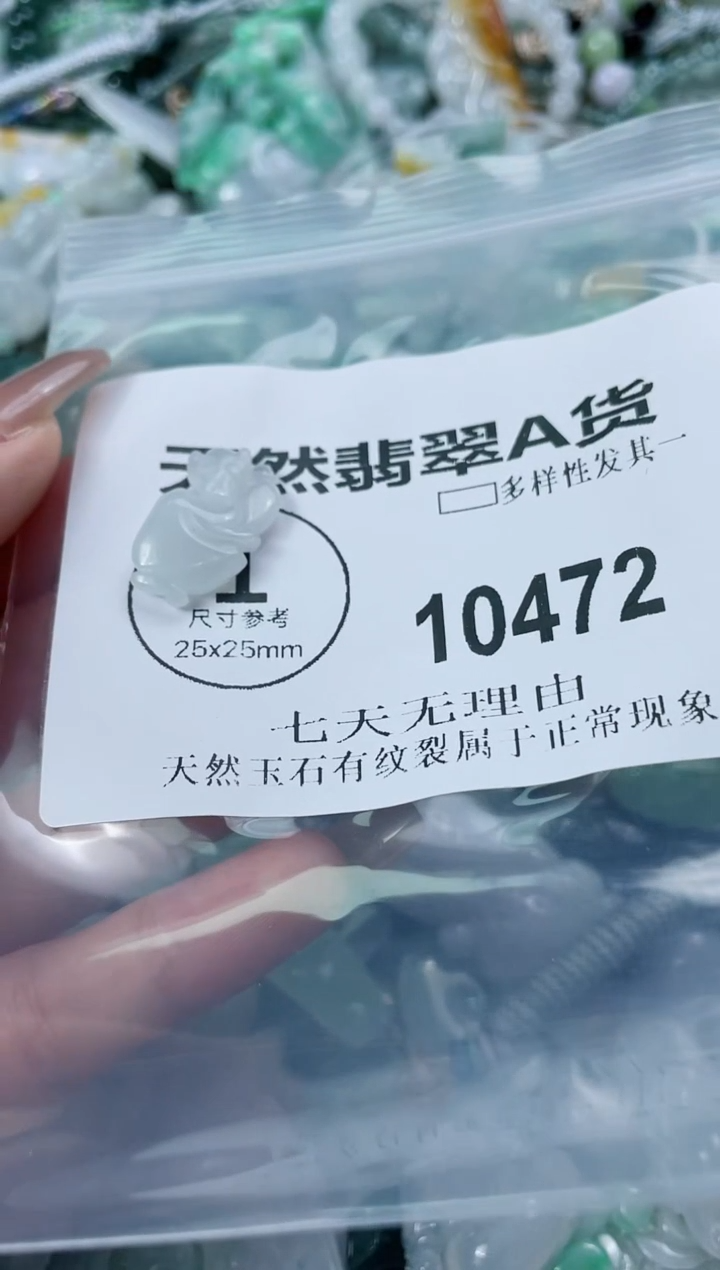 天然翡翠A货
多样性发其一
1
尺寸参考
25x25mm
10472
七天无理由
天然玉石有纹裂属于正常现象